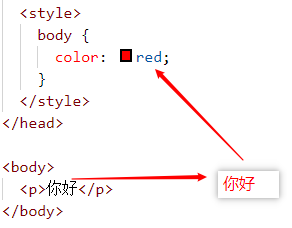 <style>
body {
color: red;
}
</style>
</head>
<body>
<p>你好</p>
你好
</body>